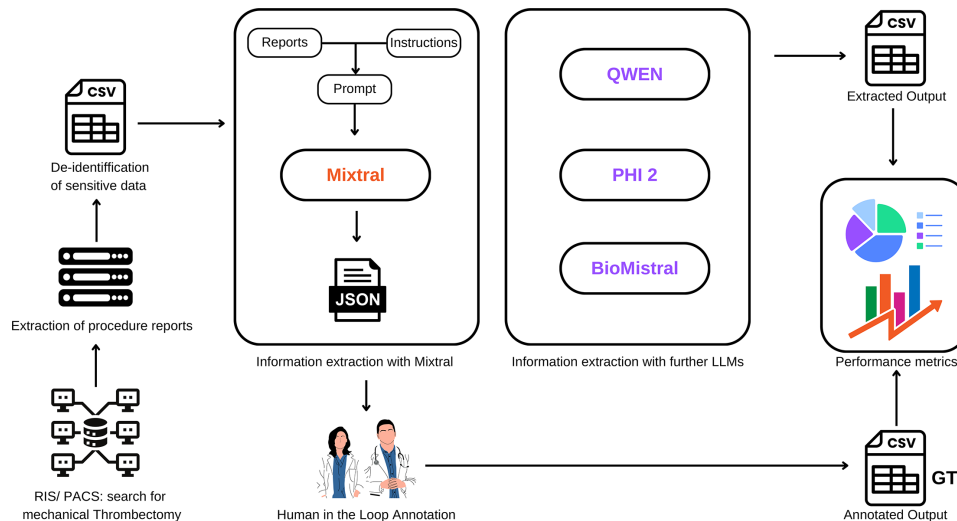 Reports
Instructions
Prompt
Mixtral
JSON
Information extraction with Mixtral
CSV
De-identiffication
of sensitive data
Extraction of procedure reports
RIS/ PACS: search for
mechanical Thrombectomy
QWEN
PHI 2
BioMistral
Information extraction with further LLMs
CSV
Extracted Output
Performance metrics
Human in the Loop Annotation
CSV
GT
Annotated Output